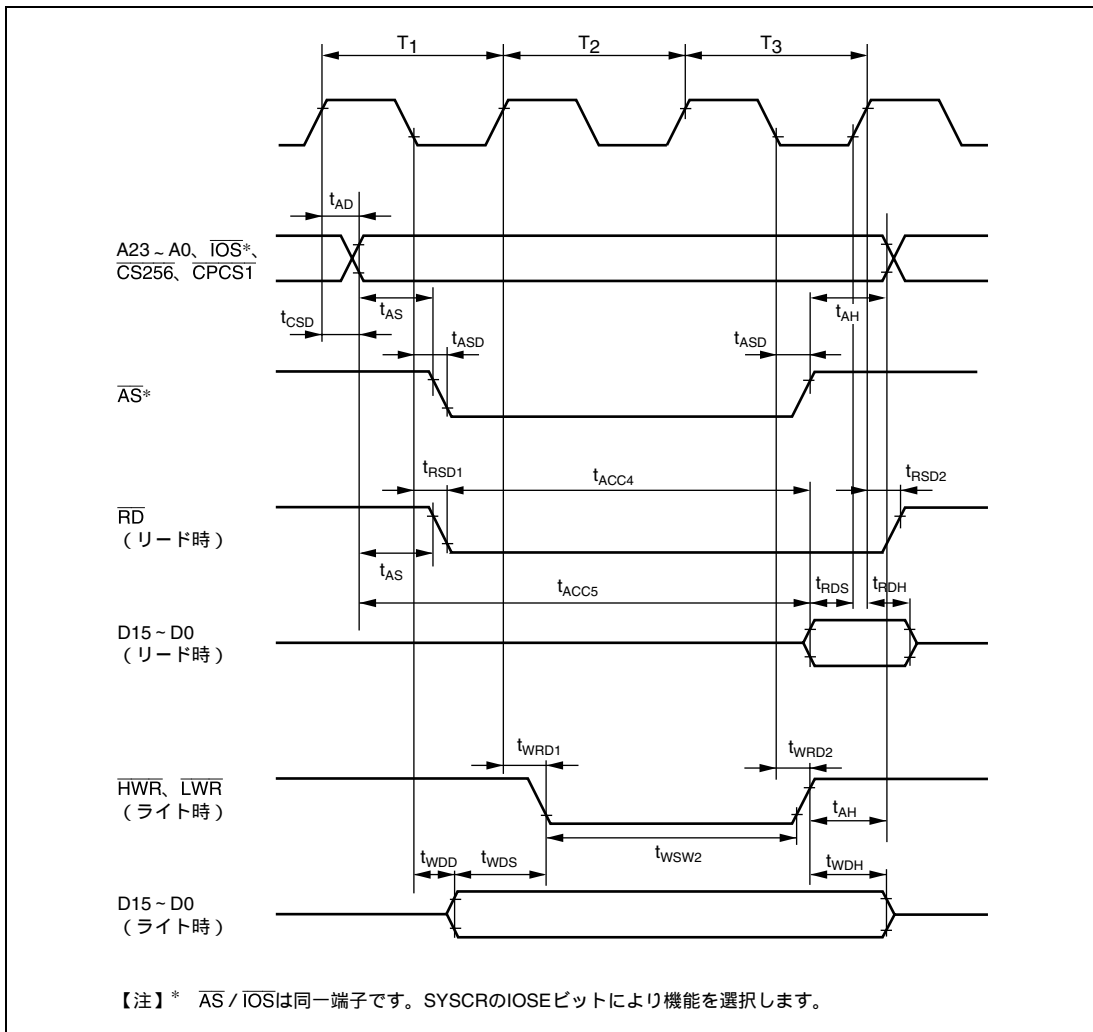 T1 T2 T3
tAD
A23~A0、IOS*、
CS256、CPCS1
tAS tAH
tCSD
tASD tASD
AS*
tRSD1 tACC4 tRSD2
RD
(リード時)
tAS
tACC5 tRDS tRDH
D15~D0
(リード時)
tWRD1 tWRD2
HWR、LWR
(ライト時)
tAH
tWSW2
tWDD tWDS tWDH
D15~D0
(ライト時)
【注】* AS / IOSは同一端子です。SYSCRのIOSEビットにより機能を選択します。